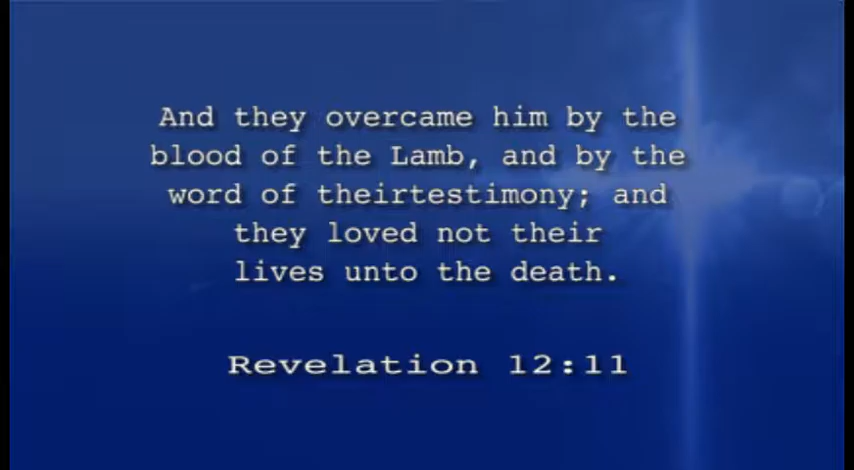 And they overcame him by the
blood of the Lamb, and by the
word of theirtestimony; and
they loved not their
lives unto the death.
Revelation 12:11